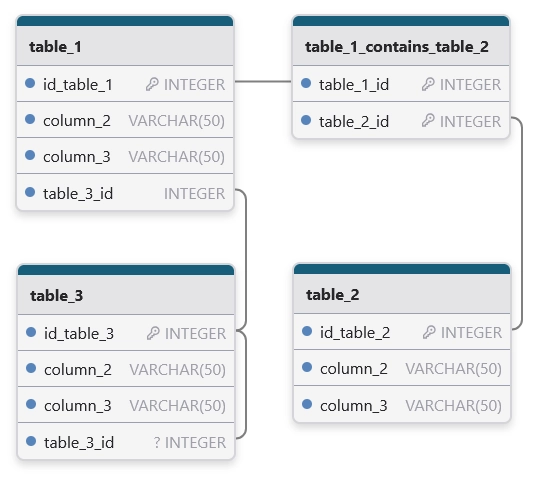 table_1
id_table_1 INTEGER
column_2 VARCHAR(50)
column_3 VARCHAR(50)
table_3_id INTEGER
table_1_contains_table_2
table_1_id INTEGER
table_2_id INTEGER
table_3
id_table_3 INTEGER
column_2 VARCHAR(50)
column_3 VARCHAR(50)
table_3_id ? INTEGER
table_2
id_table_2 INTEGER
column_2 VARCHAR(50)
column_3 VARCHAR(50)